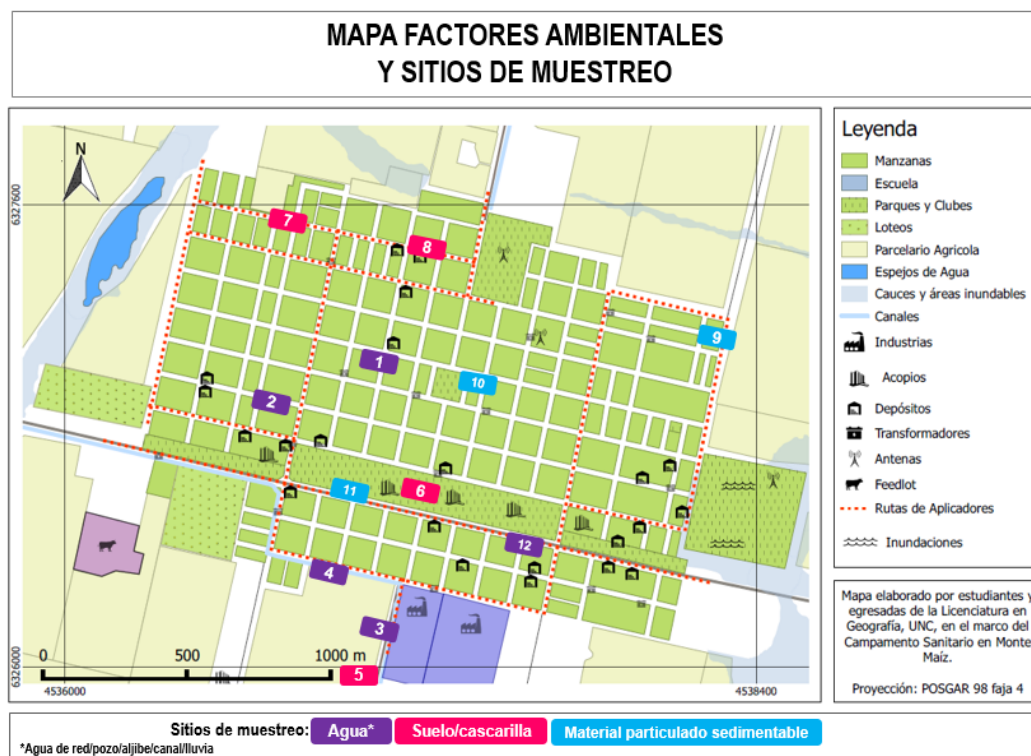 MAPA FACTORES AMBIENTALES
Y SITIOS DE MUESTREO
N
6327600
6326000
7
8
9
1
10
2
11
6
12
4
3
5
0
500
1000 m
4536000
4538400
Leyenda
Manzanas
Escuela
Parques y Clubes
Loteos
Parcelario Agricola
Espejos de Agua
Cauces y áreas inundables
Canales
Industrias
Acopios
Depósitos
Transformadores
Antenas
Feedlot
Rutas de Aplicadores
Inundaciones
Mapa elaborado por estudiantes y
egresadas de la Licenciatura en
Geografía, UNC, en el marco del
Campamento Sanitario en Monte
Maíz.
Proyección: POSGAR 98 faja 4
Sitios de muestreo: Agua* Suelo/cascarilla Material particulado sedimentable
*Agua de red/pozo/aljibe/canal/lluvia